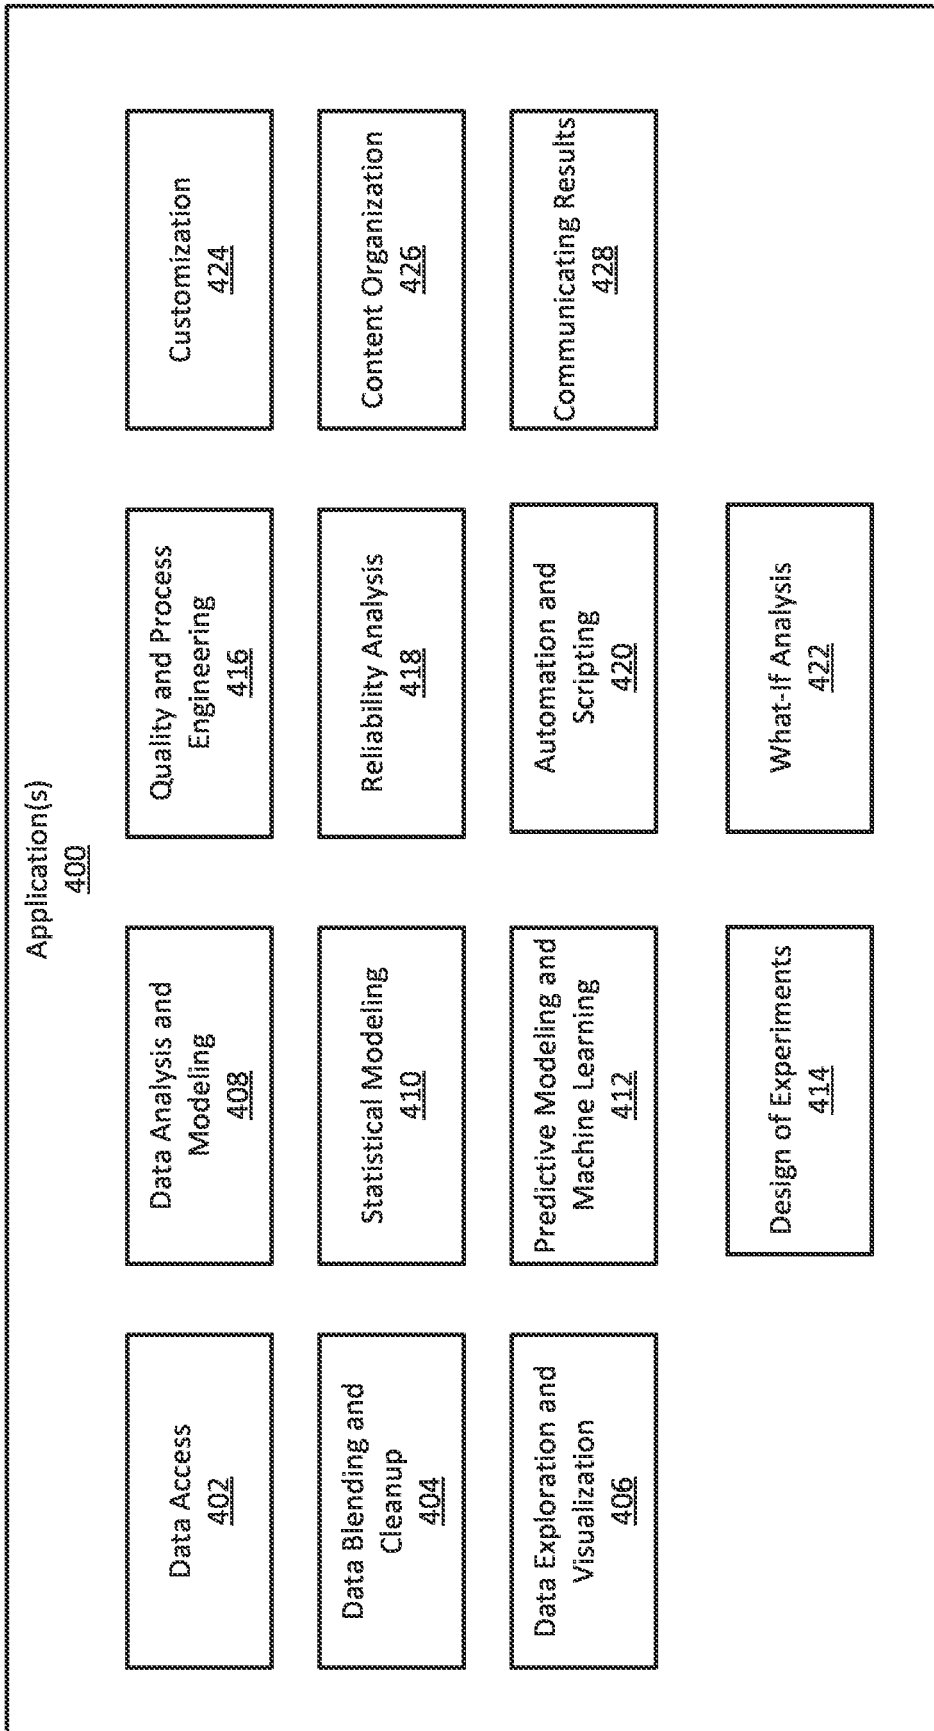 Application(s)
400
Data Access
402
Data Blending and
Cleanup
404
Data Exploration and
Visualization
406
Data Analysis and
Modeling
408
Statistical Modeling
410
Predictive Modeling and
Machine Learning
412
Design of Experiments
414
Quality and Process
Engineering
416
Reliability Analysis
418
Automation and
Scripting
420
What-If Analysis
422
Customization
424
Content Organization
426
Communicating Results
428